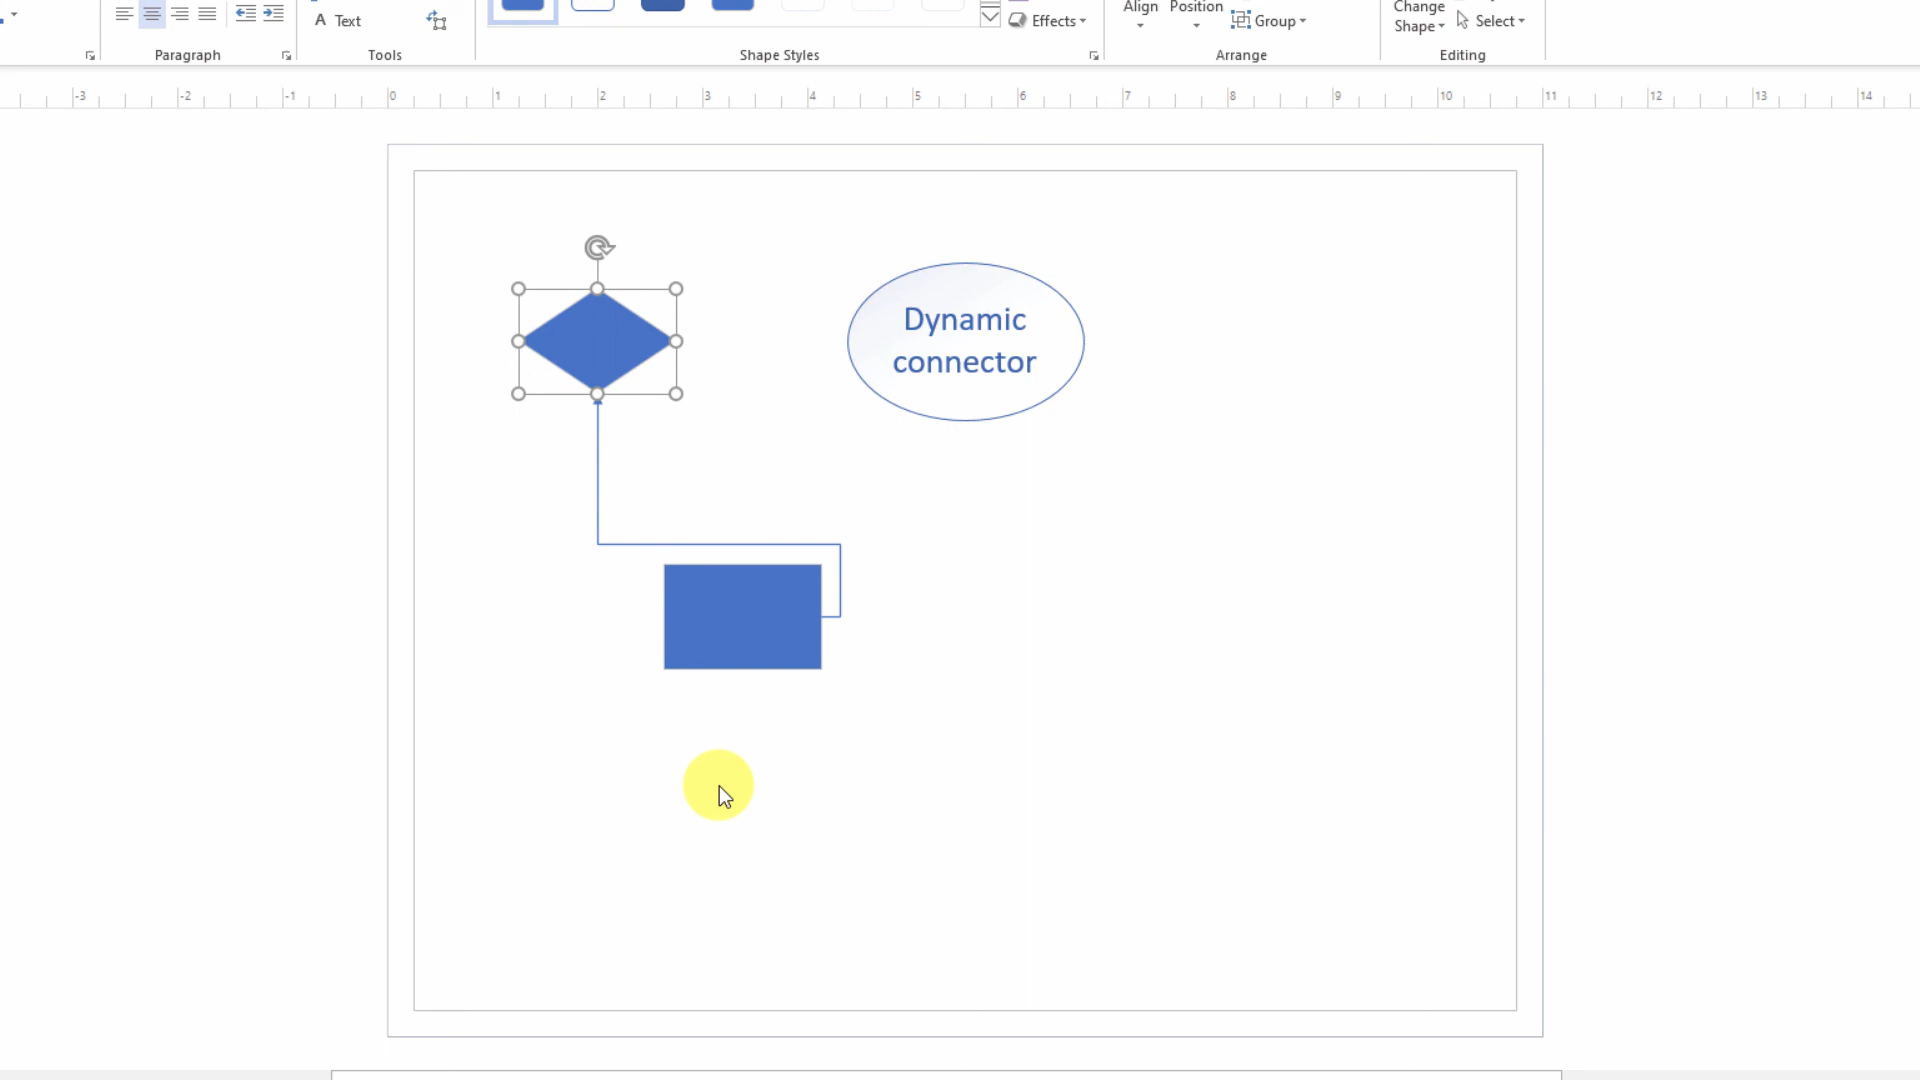 Align Position Change
A Text Effects Group Shape Select
Paragraph Tools Shape Styles Arrange Editing
-3 -2 -1 0 1 2 3 4 5 6 7 8 9 10 11 12 13 14
Dynamic
connector